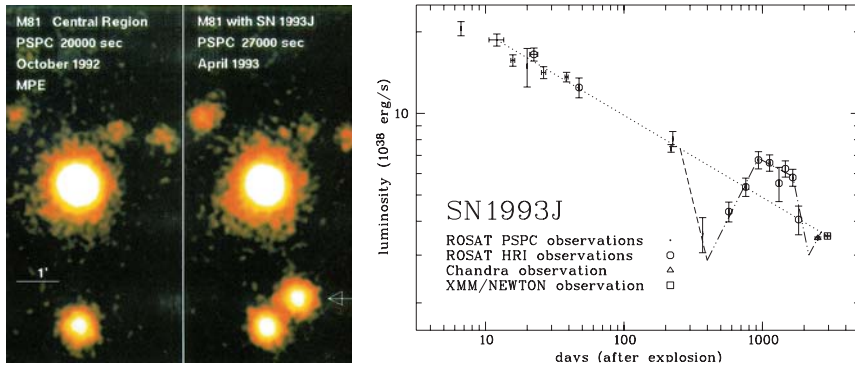 M81 Central Region
PSPC 20000 sec
October 1992
MPE
1'
M81 with SN 1993J
PSPC 27000 sec
April 1993
luminosity (10³⁸ erg/s)
10
SN1993J
ROSAT PSPC observations
ROSAT HRI observations
Chandra observation
XMM/NEWTON observation
10
100
1000
days (after explosion)